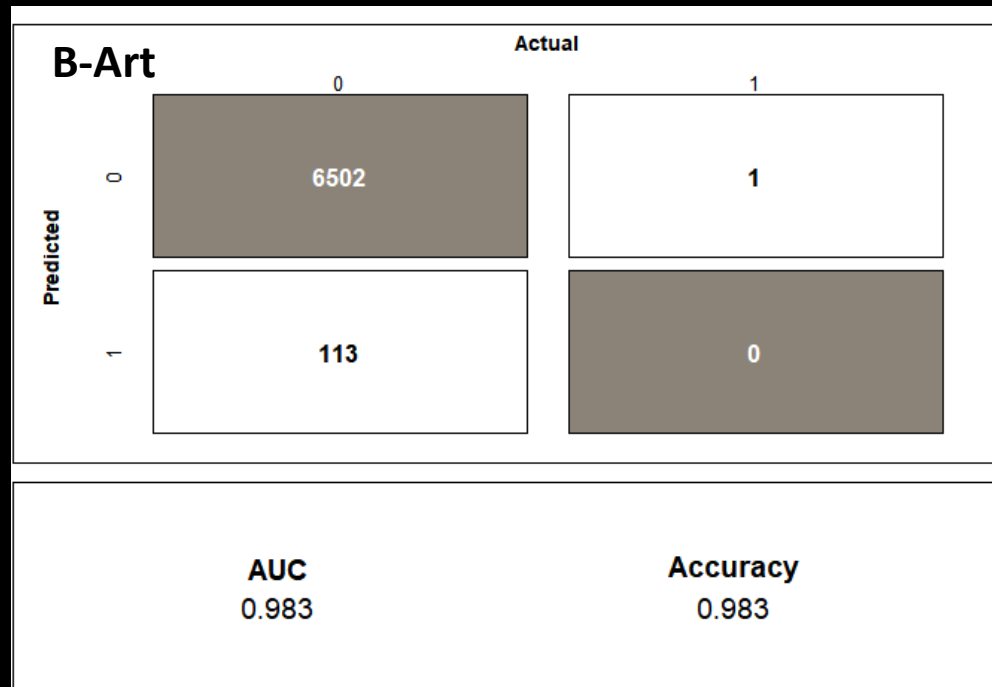 B-Art
Actual
0 1
Predicted
0 6502 1
1 113 0
AUC Accuracy
0.983 0.983